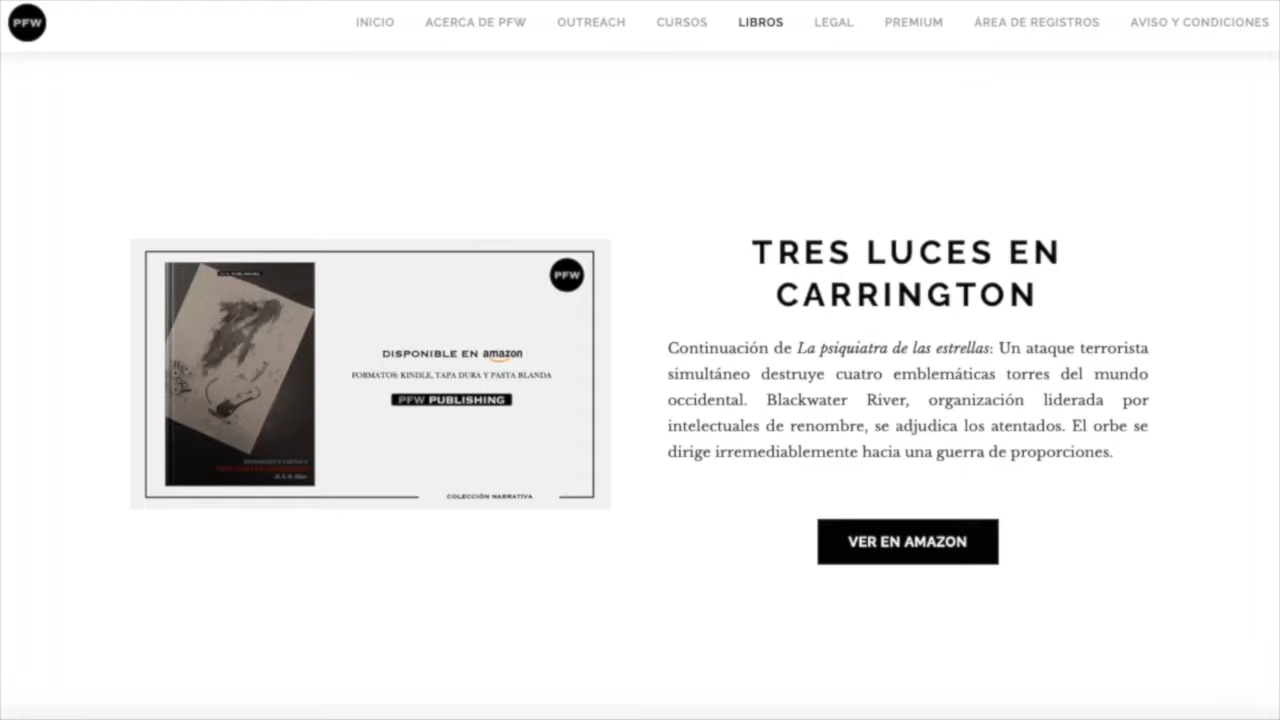 PFW
INICIO ACERCA DE PFW OUTREACH CURSOS LIBROS LEGAL PREMIUM ÁREA DE REGISTROS AVISO Y CONDICIONES
PFW
DISPONIBLE EN amazon
FORMATOS: KINDLE, TAPA DURA Y PASTA BLANDA
PFW PUBLISHING
COLECCIÓN NARRATIVA
TRES LUCES EN
CARRINGTON
Continuación de La psiquiatra de las estrellas: Un ataque terrorista
simultáneo destruye cuatro emblemáticas torres del mundo
occidental. Blackwater River, organización liderada por
intelectuales de renombre, se adjudica los atentados. El orbe se
dirige irremediablemente hacia una guerra de proporciones.
VER EN AMAZON